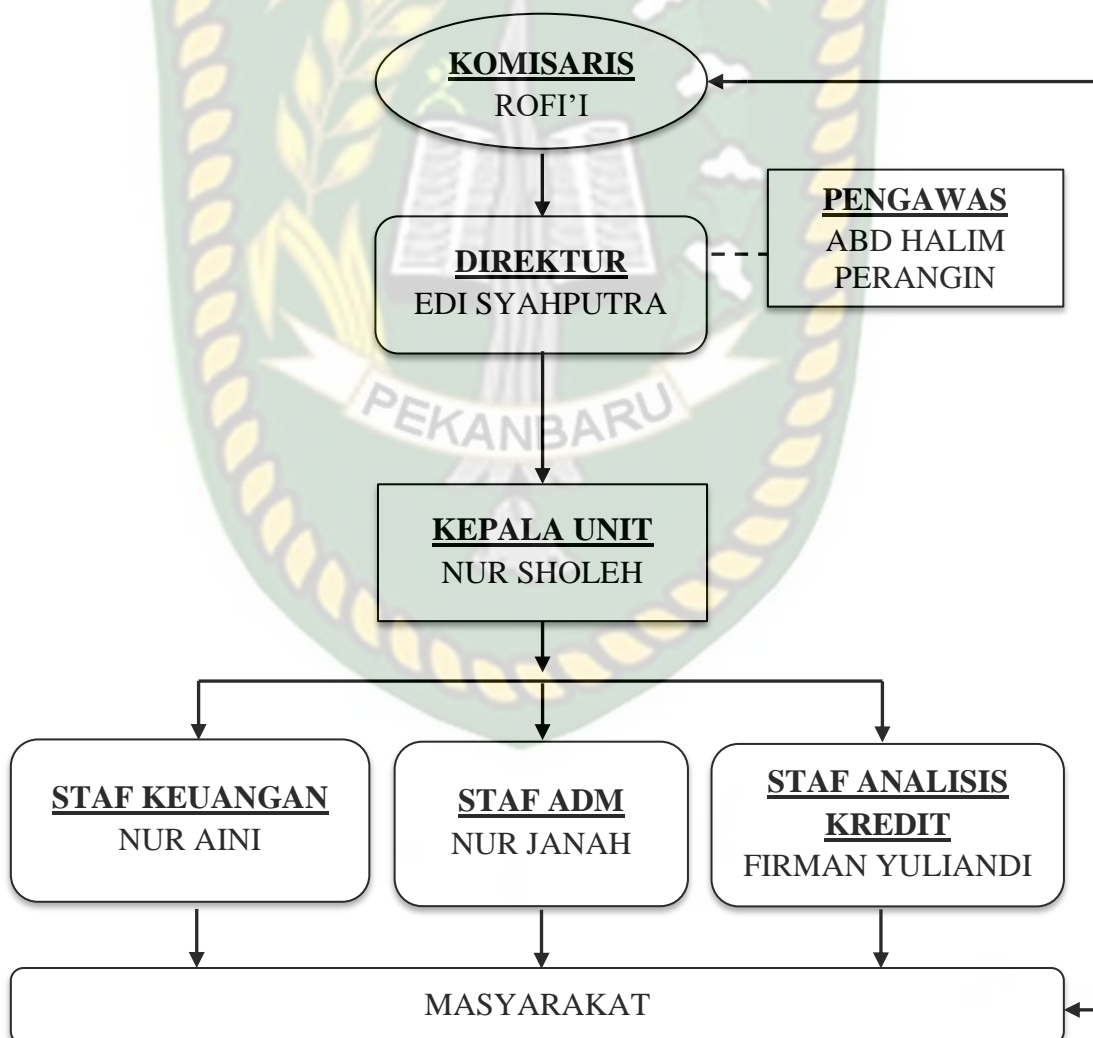 KOMISARIS
ROFI'I
PENGAWAS
ABD HALIM
PERANGIN
DIREKTUR
EDI SYAHPUTRA
PEKANBARU
KEPALA UNIT
NUR SHOLEH
STAF KEUANGAN
NUR AINI
STAF ADM
NUR JANAH
STAF ANALISIS
KREDIT
FIRMAN YULIANDI
MASYARAKAT